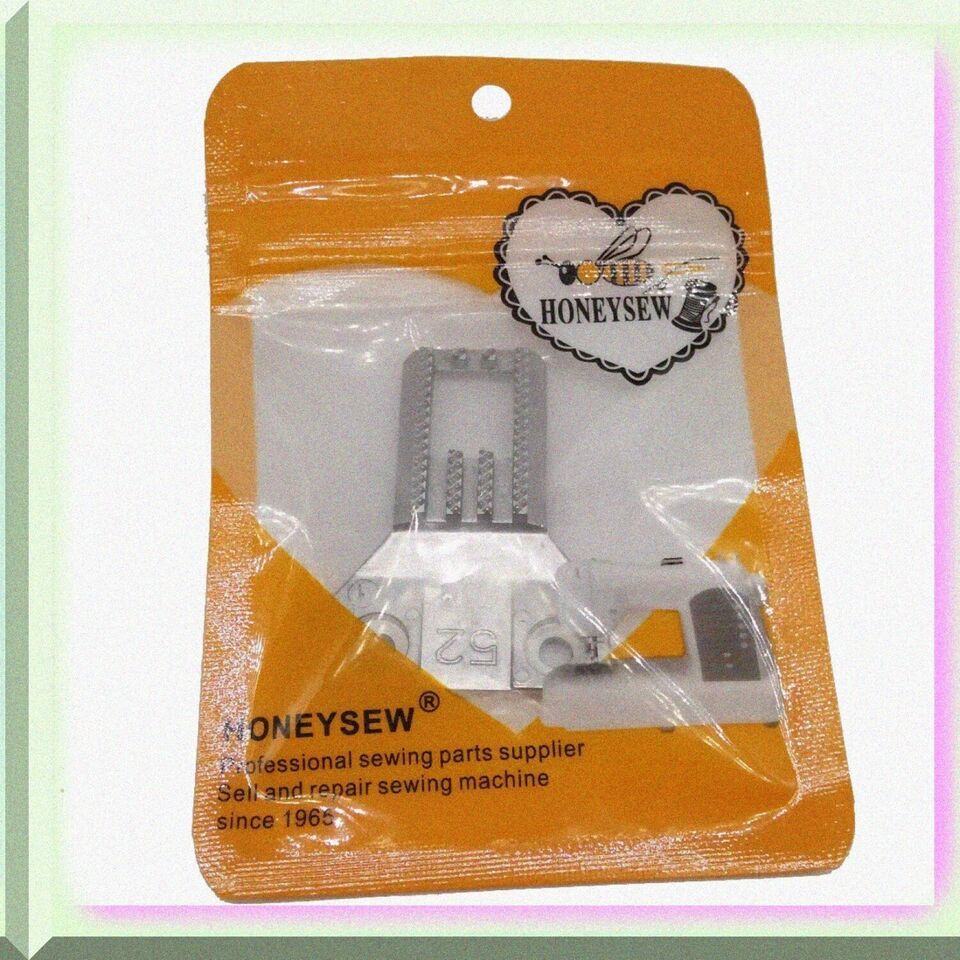 HONEYSEW
52
HONEYSEW®
Professional sewing parts supplier
Sell and repair sewing machine
since 1965